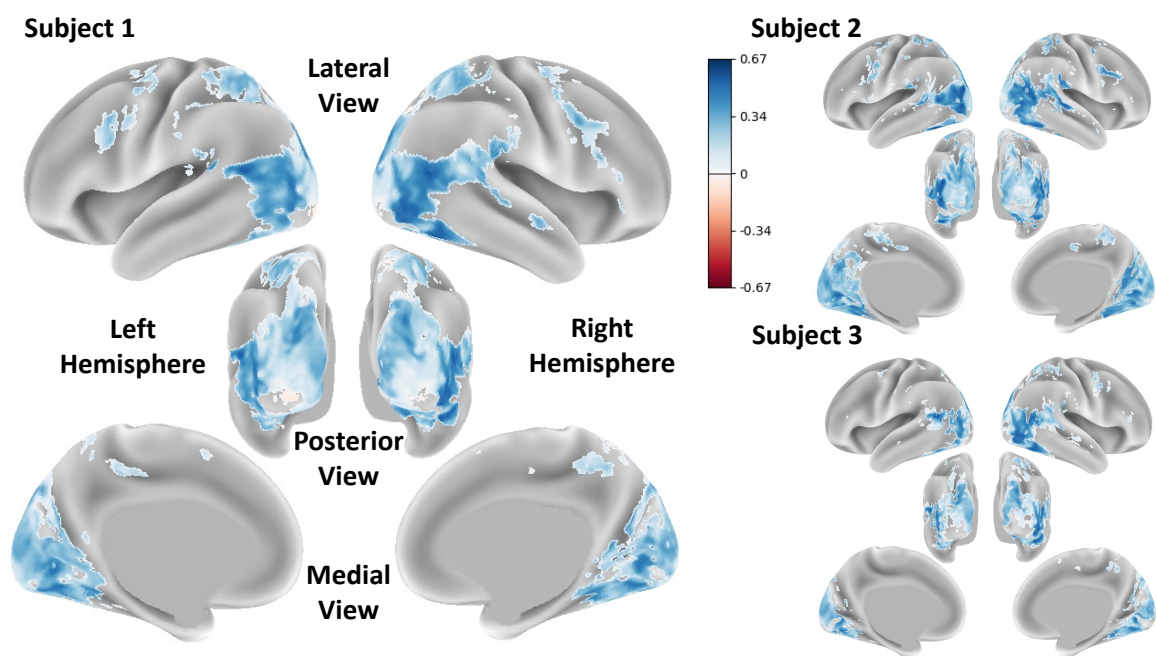 Subject 1
Lateral
View
Left
Hemisphere
Right
Hemisphere
Posterior
View
Medial
View
0.67
0.34
0
-0.34
-0.67
Subject 2
Subject 3